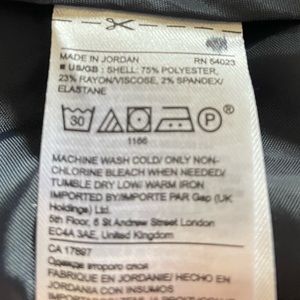 MADE IN JORDAN RN 54023
■ US/GB : SHELL: 75% POLYESTER,
23% RAYON/VISCOSE, 2% SPANDEX/
ELASTANE
30 P
1166
MACHINE WASH COLD/ ONLY NON-
CHLORINE BLEACH WHEN NEEDED/
TUMBLE DRY LOW/ WARM IRON
IMPORTED BY/IMPORTE PAR Gap (UK
Holdings) Ltd.
5th Floor, 6 St Andrew Street London
EC4A 3AE, United Kingdom
CA 17897
FABRIQUE EN JORDANIE/ HECHO EN
JORDANIA CON INSUMOS